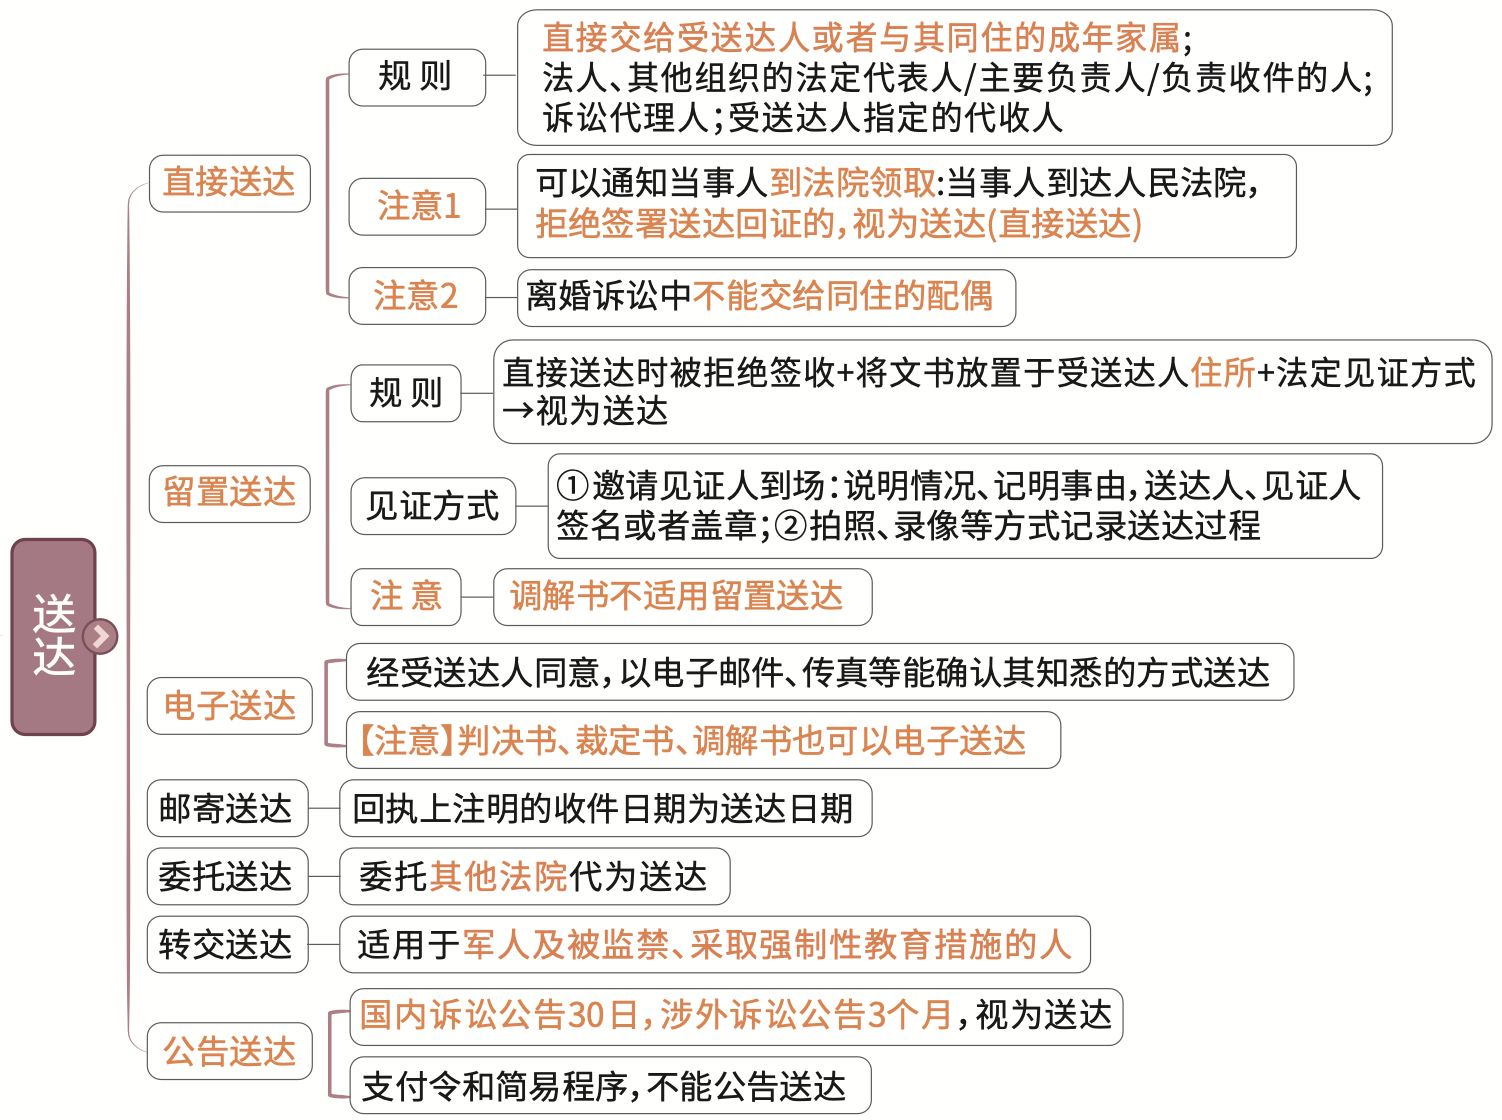 送达
直接送达
规 则
直接交给受送达人或者与其同住的成年家属;
法人、其他组织的法定代表人/主要负责人/负责收件的人;
诉讼代理人;受送达人指定的代收人
注意1
可以通知当事人到法院领取:当事人到达人民法院,
拒绝签署送达回证的,视为送达(直接送达)
注意2
离婚诉讼中不能交给同住的配偶
留置送达
规 则
直接送达时被拒绝签收+将文书放置于受送达人住所+法定见证方式
→视为送达
见证方式
①邀请见证人到场:说明情况、记明事由,送达人、见证人
签名或者盖章;②拍照、录像等方式记录送达过程
注 意
调解书不适用留置送达
电子送达
经受送达人同意,以电子邮件、传真等能确认其知悉的方式送达
【注意】判决书、裁定书、调解书也可以电子送达
邮寄送达
回执上注明的收件日期为送达日期
委托送达
委托其他法院代为送达
转交送达
适用于军人及被监禁、采取强制性教育措施的人
公告送达
国内诉讼公告30日,涉外诉讼公告3个月,视为送达
支付令和简易程序,不能公告送达